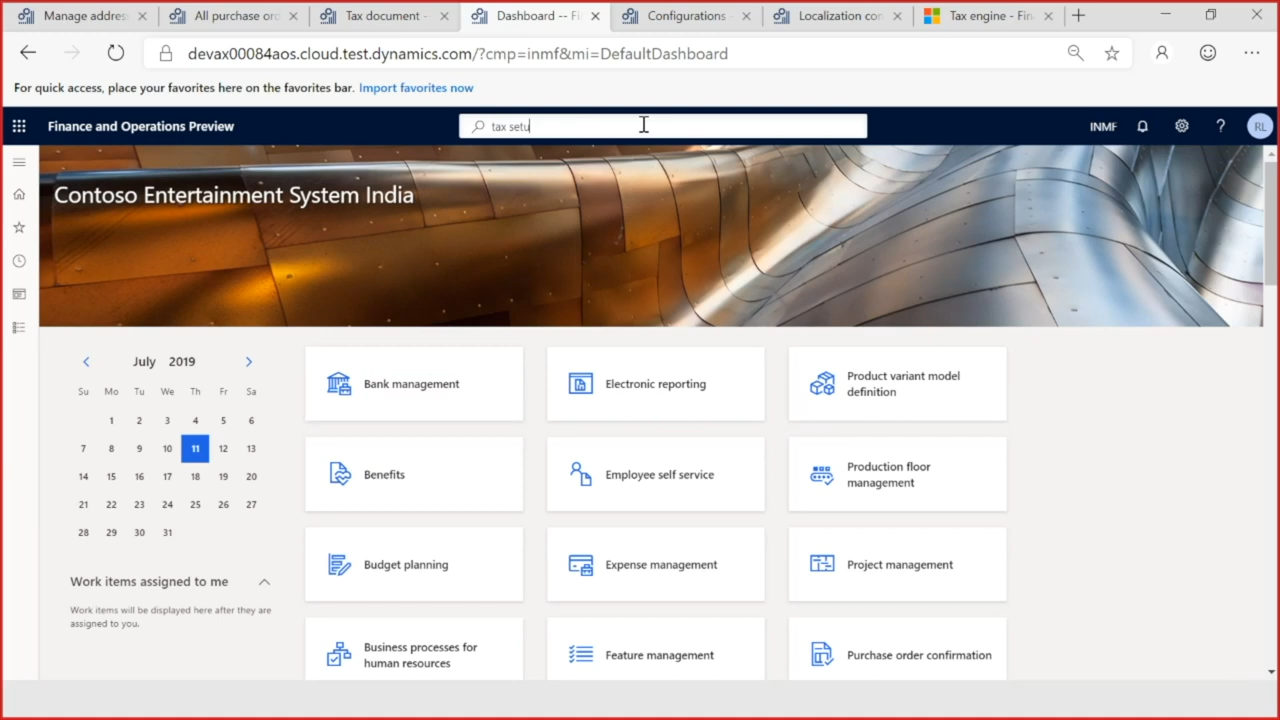 Manage addres
All purchase ord
Tax document -
Dashboard -- Fi
Configurations -
Localization con
Tax engine - Fin
devax00084aos.cloud.test.dynamics.com/?cmp=inmf&mi=DefaultDashboard
For quick access, place your favorites here on the favorites bar. Import favorites now
Finance and Operations Preview
tax setu
INMF
?
RL
Contoso Entertainment System India
July 2019
Su Mo Tu We Th Fr Sa
1 2 3 4 5 6
7 8 9 10 11 12 13
14 15 16 17 18 19 20
21 22 23 24 25 26 27
28 29 30 31
Work items assigned to me
Work items will be displayed here after they are
assigned to you.
Bank management
Electronic reporting
Product variant model
definition
Benefits
Employee self service
Production floor
management
Budget planning
Expense management
Project management
Business processes for
human resources
Feature management
Purchase order confirmation